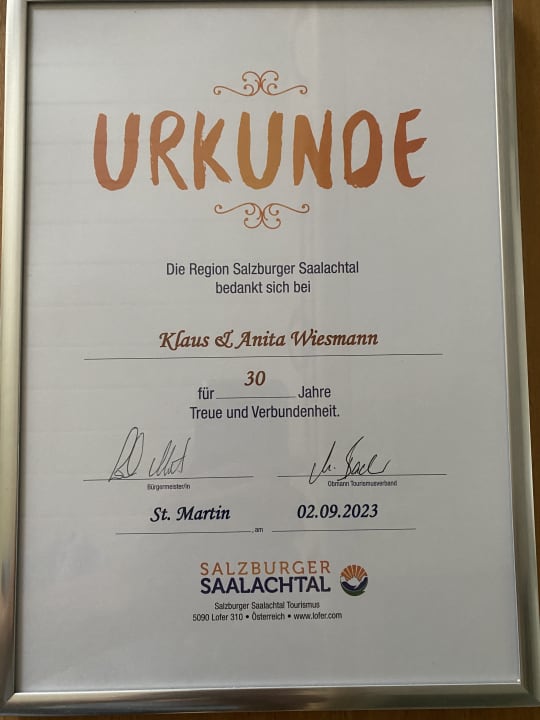 URKUNDE
Die Region Salzburger Saalachtal
bedankt sich bei
Klaus & Anita Wiesmann
für 30 Jahre
Treue und Verbundenheit.
Bürgermeister/in Obmann Tourismusverband
St. Martin am 02.09.2023
SALZBURGER
SAALACHTAL
Salzburger Saalachtal Tourismus
5090 Lofer 310 • Österreich • www.lofer.com